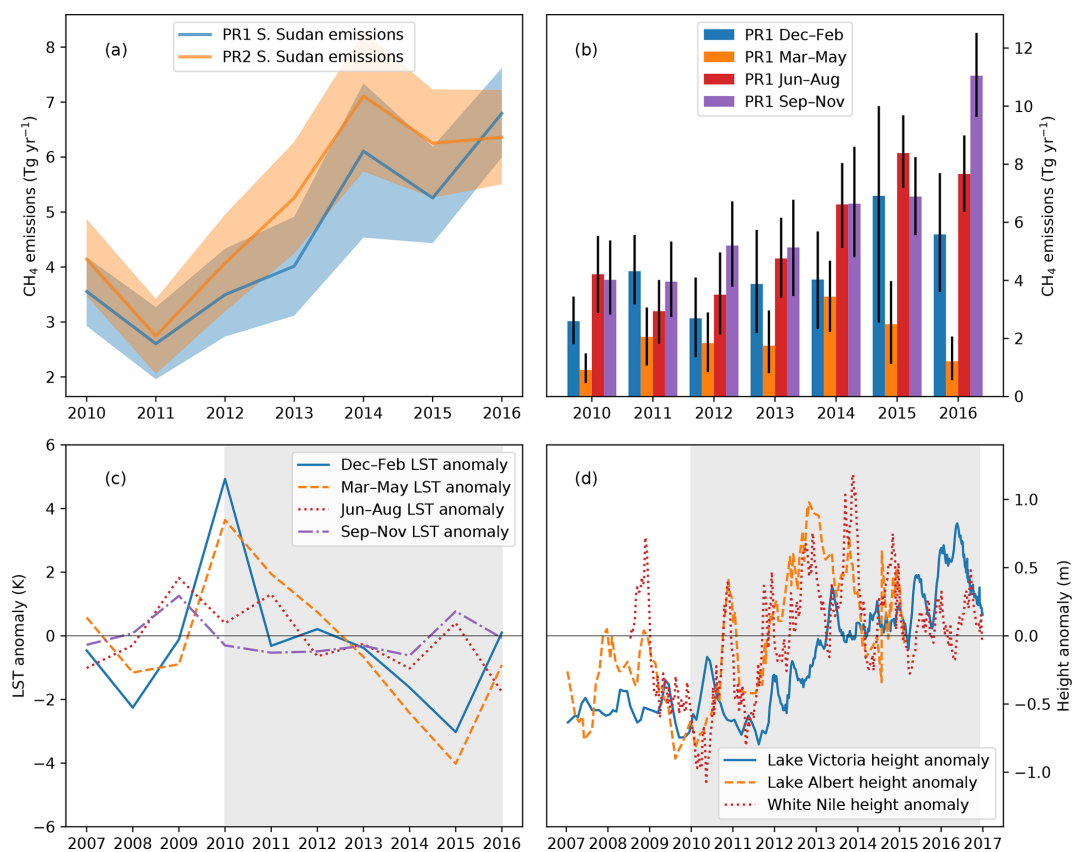 (a)
PR1 S. Sudan emissions
PR2 S. Sudan emissions
CH₄ emissions (Tg yr⁻¹)
8
7
6
5
4
3
2
2010 2011 2012 2013 2014 2015 2016
(b)
PR1 Dec–Feb
PR1 Mar–May
PR1 Jun–Aug
PR1 Sep–Nov
CH₄ emissions (Tg yr⁻¹)
12
10
8
6
4
2
0
2010 2011 2012 2013 2014 2015 2016
(c)
Dec–Feb LST anomaly
Mar–May LST anomaly
Jun–Aug LST anomaly
Sep–Nov LST anomaly
LST anomaly (K)
6
4
2
0
−2
−4
−6
2007 2008 2009 2010 2011 2012 2013 2014 2015 2016
(d)
Height anomaly (m)
1.0
0.5
0.0
−0.5
−1.0
Lake Victoria height anomaly
Lake Albert height anomaly
White Nile height anomaly
2007 2008 2009 2010 2011 2012 2013 2014 2015 2016 2017